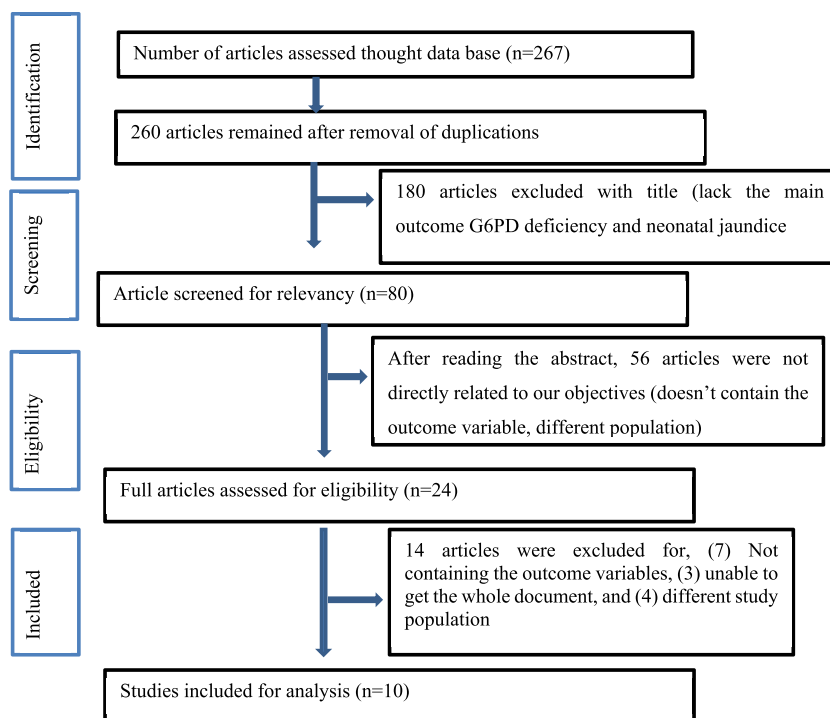 Identification
Number of articles assessed thought data base (n=267)
260 articles remained after removal of duplications
180 articles excluded with title (lack the main
outcome G6PD deficiency and neonatal jaundice
Screening
Article screened for relevancy (n=80)
After reading the abstract, 56 articles were not
directly related to our objectives (doesn’t contain the
outcome variable, different population)
Eligibility
Full articles assessed for eligibility (n=24)
14 articles were excluded for, (7) Not
containing the outcome variables, (3) unable to
get the whole document, and (4) different study
population
Included
Studies included for analysis (n=10)